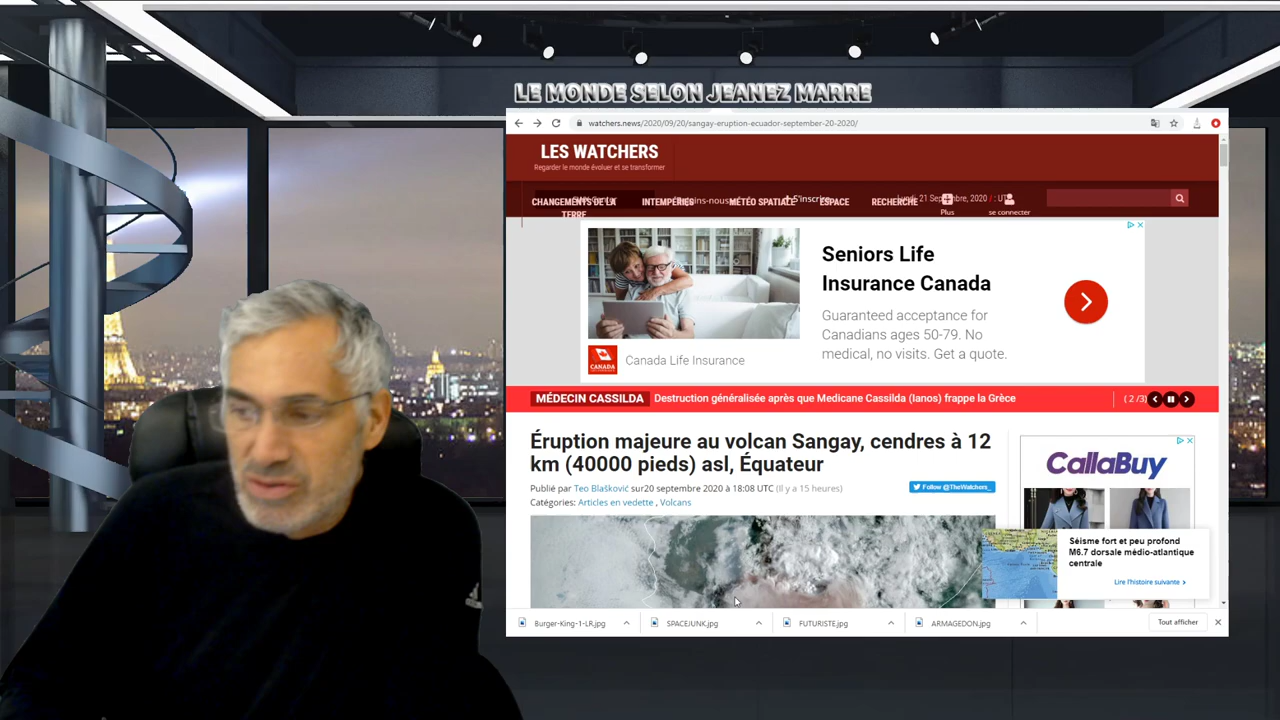 LE MONDE SELON JEANEZ MARRE
watchers.news/2020/09/20/sangay-eruption-ecuador-september-20-2020/
LES WATCHERS
Regarder le monde évoluer et se transformer
CHANGEMENTS DE LA TERRE
INTEMPÉRIES
MÉTÉO SPATIALE
S'inscrire
ESPACE
RECHERCHE
Plus
se connecter
Seniors Life
Insurance Canada
Guaranteed acceptance for
Canadians ages 50-79. No
medical, no visits. Get a quote.
CANADA
Canada Life Insurance
MÉDECIN CASSILDA Destruction généralisée après que Medicane Cassilda (Ianos) frappe la Grèce
( 2 /3)
Éruption majeure au volcan Sangay, cendres à 12
km (40000 pieds) asl, Équateur
Publié par Teo Blašković sur20 septembre 2020 à 18:08 UTC (Il y a 15 heures)
Follow @TheWatchers_
Catégories: Articles en vedette , Volcans
CALLABUY
Séisme fort et peu profond
M6.7 dorsale médio-atlantique
centrale
Lire l'histoire suivante
Burger-King-1-LR.jpg
SPACEJUNK.jpg
FUTURISTE.jpg
ARMAGEDON.jpg
Tout afficher